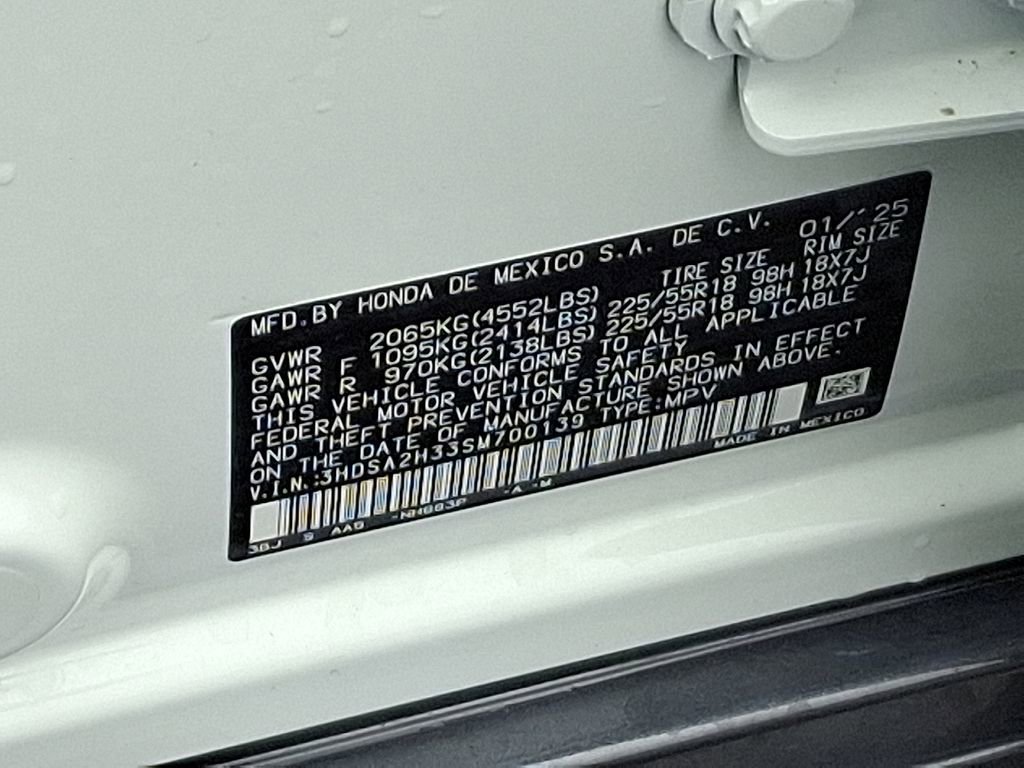 MFD.BY HONDA DE MEXICO S.A. DE C.V. 01/'25
TIRE SIZE RIM SIZE
GVWR 2065KG(4552LBS)
GAWR F 1095KG(2414LBS) 225/55R18 98H 18X7J
GAWR R 970KG(2138LBS) 225/55R18 98H 18X7J
THIS VEHICLE CONFORMS TO ALL APPLICABLE
FEDERAL MOTOR VEHICLE SAFETY
AND THEFT PREVENTION STANDARDS IN EFFECT
ON THE DATE OF MANUFACTURE SHOWN ABOVE.
V.I.N.:3HDSA2H33SM700139 TYPE:MPV
MADE IN MEXICO
3BJ AA0 -A -M